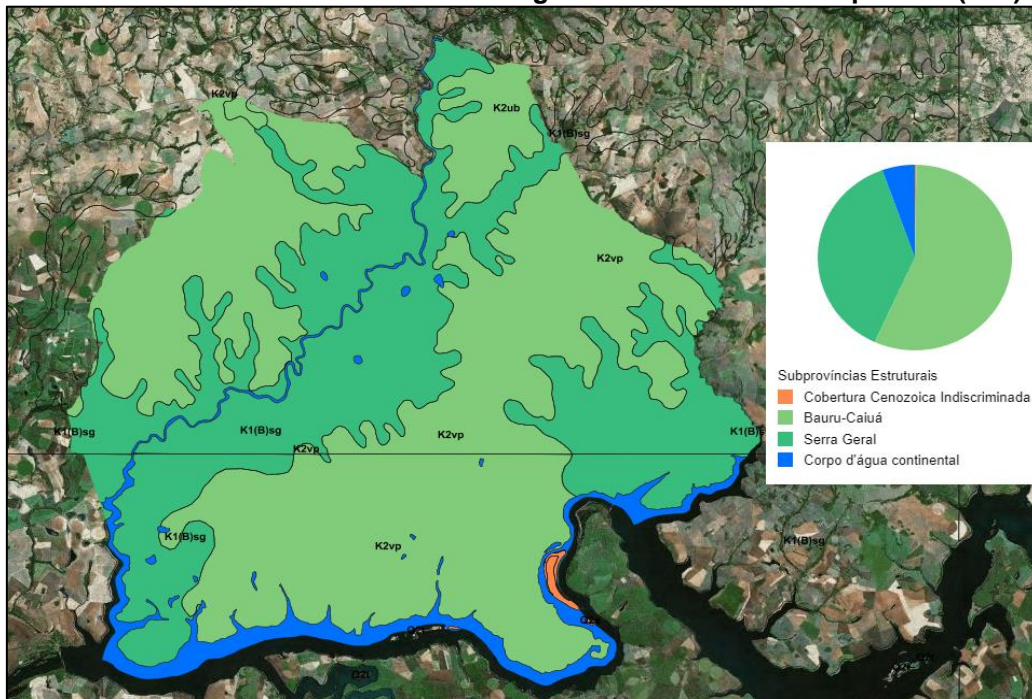 K2vp
K2ub
K1(B)sg
K2vp
Subprovíncias Estruturais
Cobertura Cenozoica Indiscriminada
Bauru-Caiuá
Serra Geral
Corpo d'água continental
K1(B)sg
K1(B)sg
K2vp
K2vp
K1(B)s
K1(B)sg
K2vp
K1(B)sg